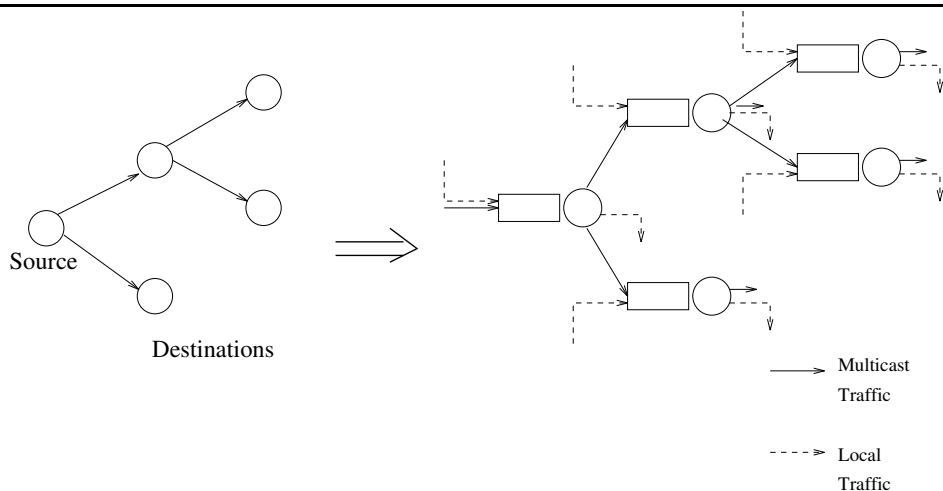 Source
Destinations
Multicast
Traffic
Local
Traffic